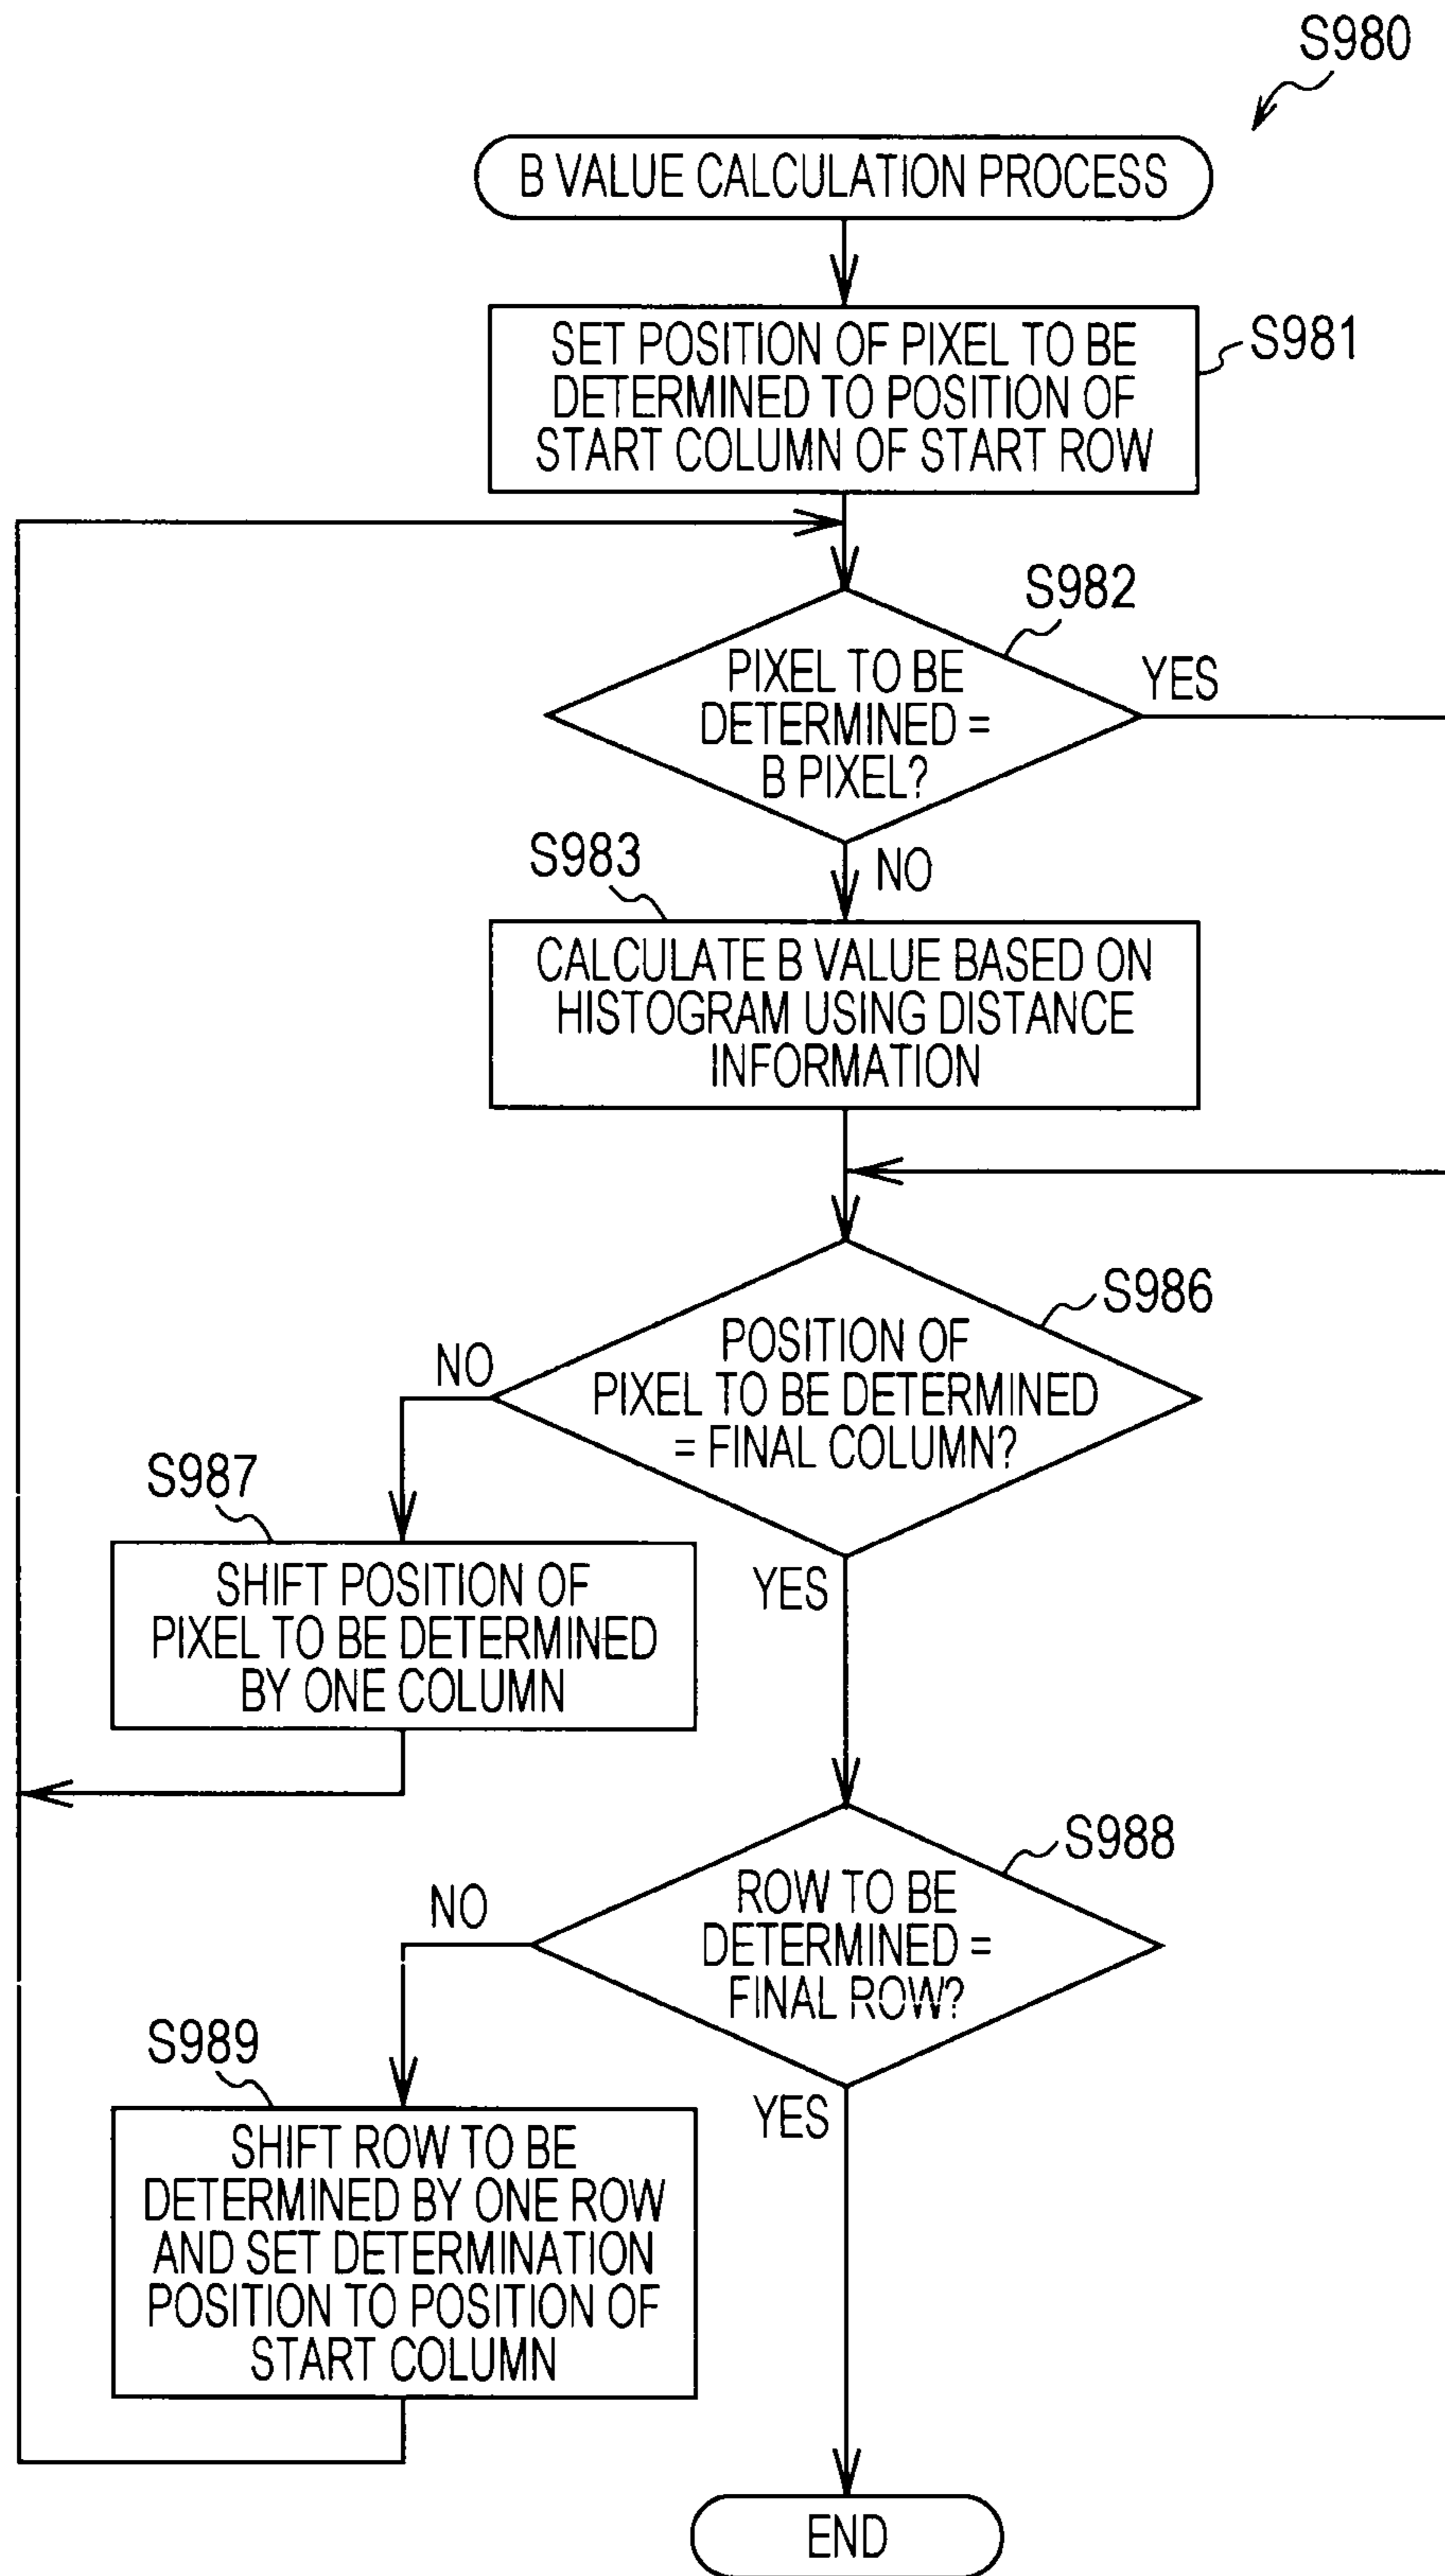 S980
B VALUE CALCULATION PROCESS
SET POSITION OF PIXEL TO BE
DETERMINED TO POSITION OF
START COLUMN OF START ROW
S981
S982
PIXEL TO BE
DETERMINED =
B PIXEL?
YES
NO
S983
CALCULATE B VALUE BASED ON
HISTOGRAM USING DISTANCE
INFORMATION
S986
POSITION OF
PIXEL TO BE DETERMINED
= FINAL COLUMN?
NO
YES
S987
SHIFT POSITION OF
PIXEL TO BE DETERMINED
BY ONE COLUMN
S988
ROW TO BE
DETERMINED =
FINAL ROW?
NO
YES
S989
SHIFT ROW TO BE
DETERMINED BY ONE ROW
AND SET DETERMINATION
POSITION TO POSITION OF
START COLUMN
END